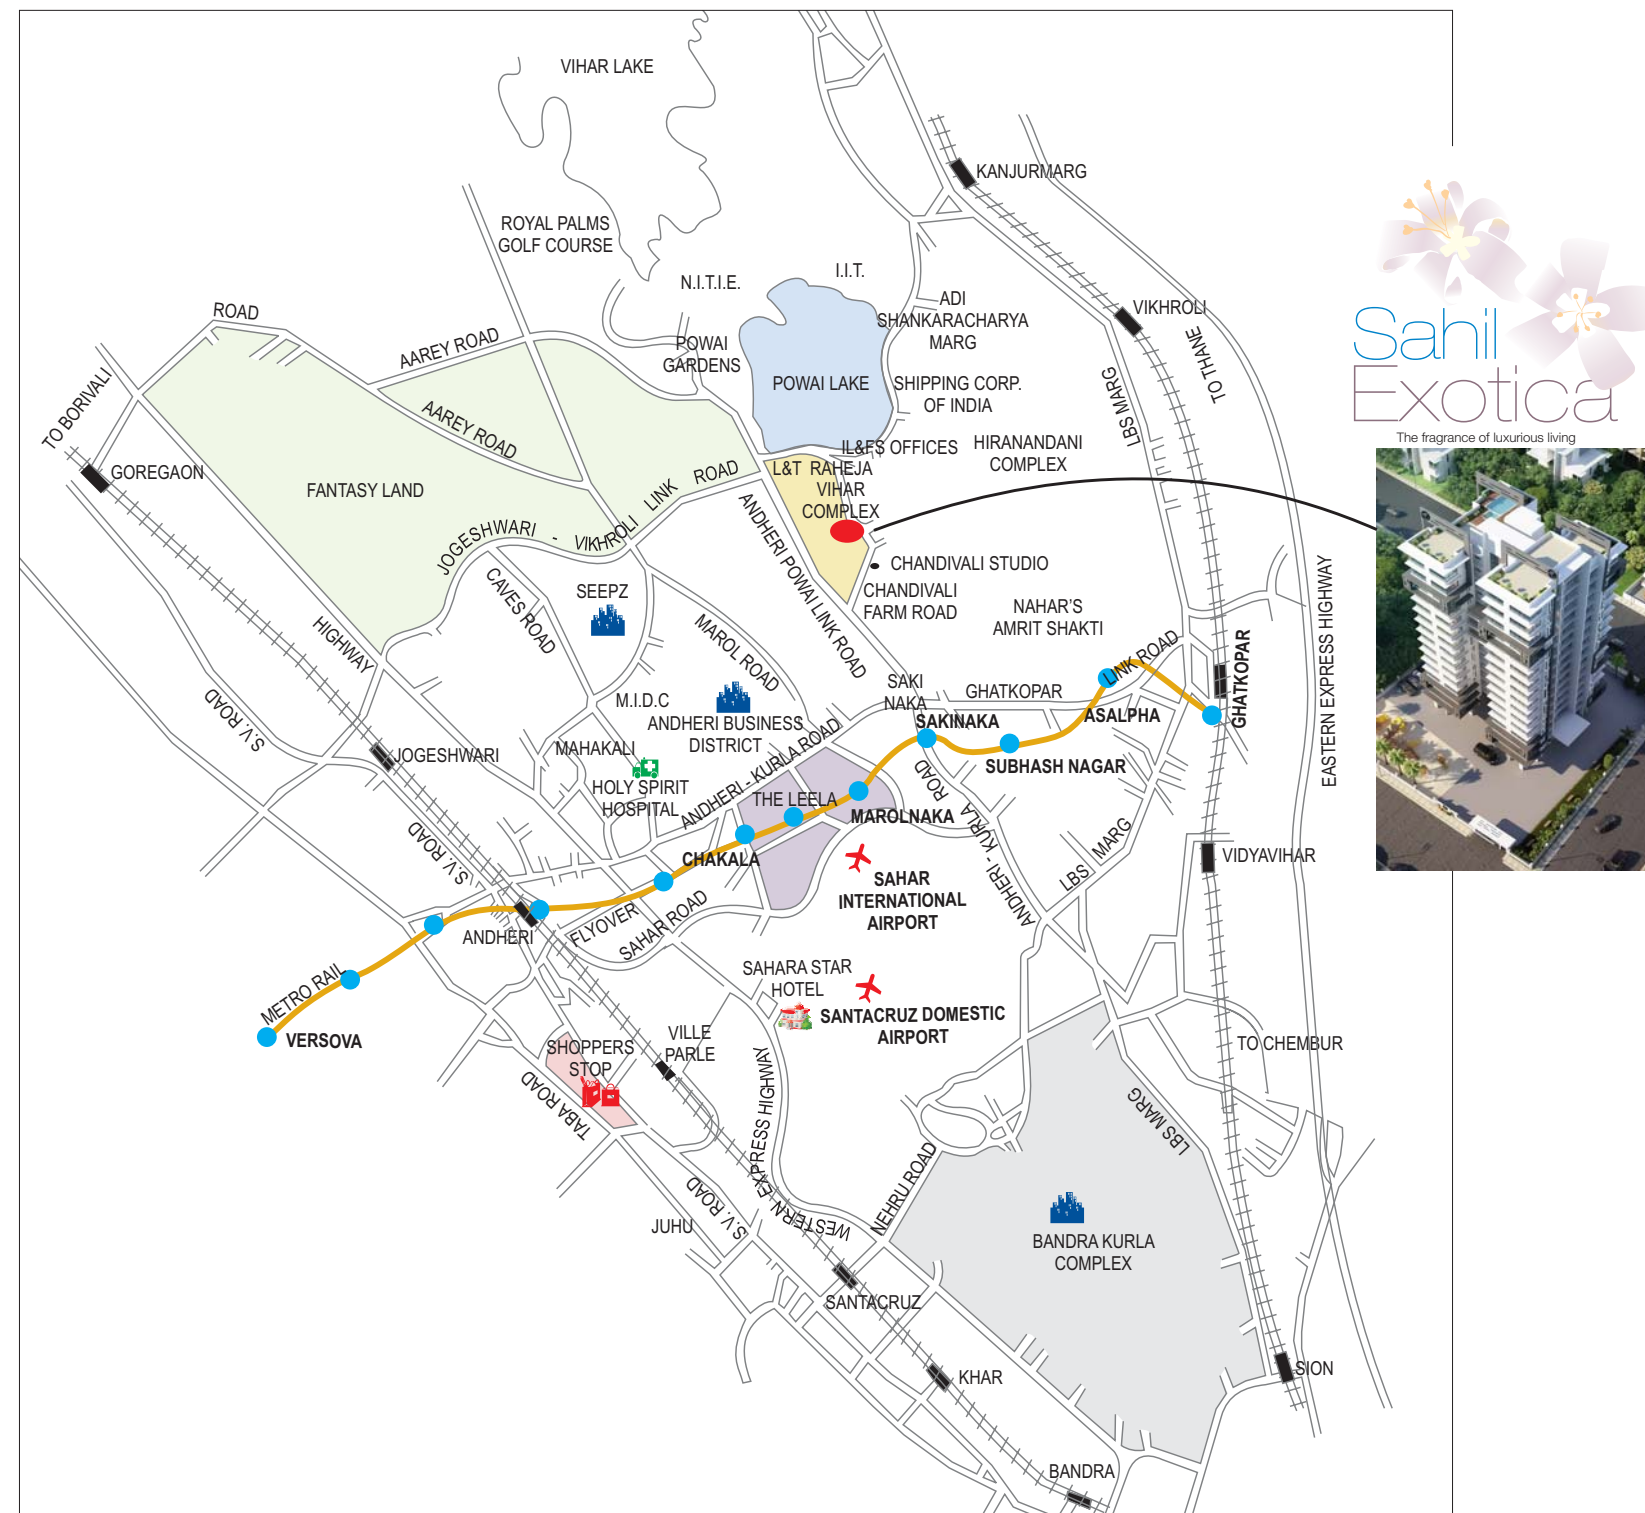 VIHAR LAKE
KANJURMARG
ROYAL PALMS
GOLF COURSE
N.I.T.I.E.
I.I.T.
ADI
SHANKARACHARYA
MARG
VIKHROLI
TO THANE
ROAD
AAREY ROAD
POWAI
GARDENS
POWAI LAKE
SHIPPING CORP.
OF INDIA
LBS MARG
Sahil
Exotica
The fragrance of luxurious living
TO BORIVALI
AAREY ROAD
IL&FS OFFICES
HIRANANDANI
COMPLEX
GOREGAON
FANTASY LAND
JOGESHWARI - VIKHROLI LINK ROAD
L&T RAHEJA
VIHAR
COMPLEX
ANDHERI POWAI LINK ROAD
CHANDIVALI STUDIO
CHANDIVALI
FARM ROAD
NAHAR'S
AMRIT SHAKTI
EASTERN EXPRESS HIGHWAY
CAVES ROAD
SEEPZ
MAROL ROAD
HIGHWAY
S.V. ROAD
M.I.D.C
ANDHERI BUSINESS
DISTRICT
SAKI
NAKA
GHATKOPAR
LINK ROAD
GHATKOPAR
SAKINAKA
ASALPHA
SUBHASH NAGAR
JOGESHWARI
MAHAKALI
HOLY SPIRIT
HOSPITAL
ANDHERI - KURLA ROAD
THE LEELA
MAROLNAKA
ROAD
ANDHERI - KURLA
LBS MARG
VIDYAVIHAR
S.V. ROAD
CHAKALA
SAHAR
INTERNATIONAL
AIRPORT
ANDHERI
FLYOVER
SAHAR ROAD
METRO RAIL
VERSOVA
SAHARA STAR
HOTEL
SANTACRUZ DOMESTIC
AIRPORT
SHOPPERS
STOP
VILLE
PARLE
TO CHEMBUR
TABA ROAD
WESTERN EXPRESS HIGHWAY
LBS MARG
NEHRU ROAD
S.V. ROAD
JUHU
BANDRA KURLA
COMPLEX
SANTACRUZ
KHAR
SION
BANDRA